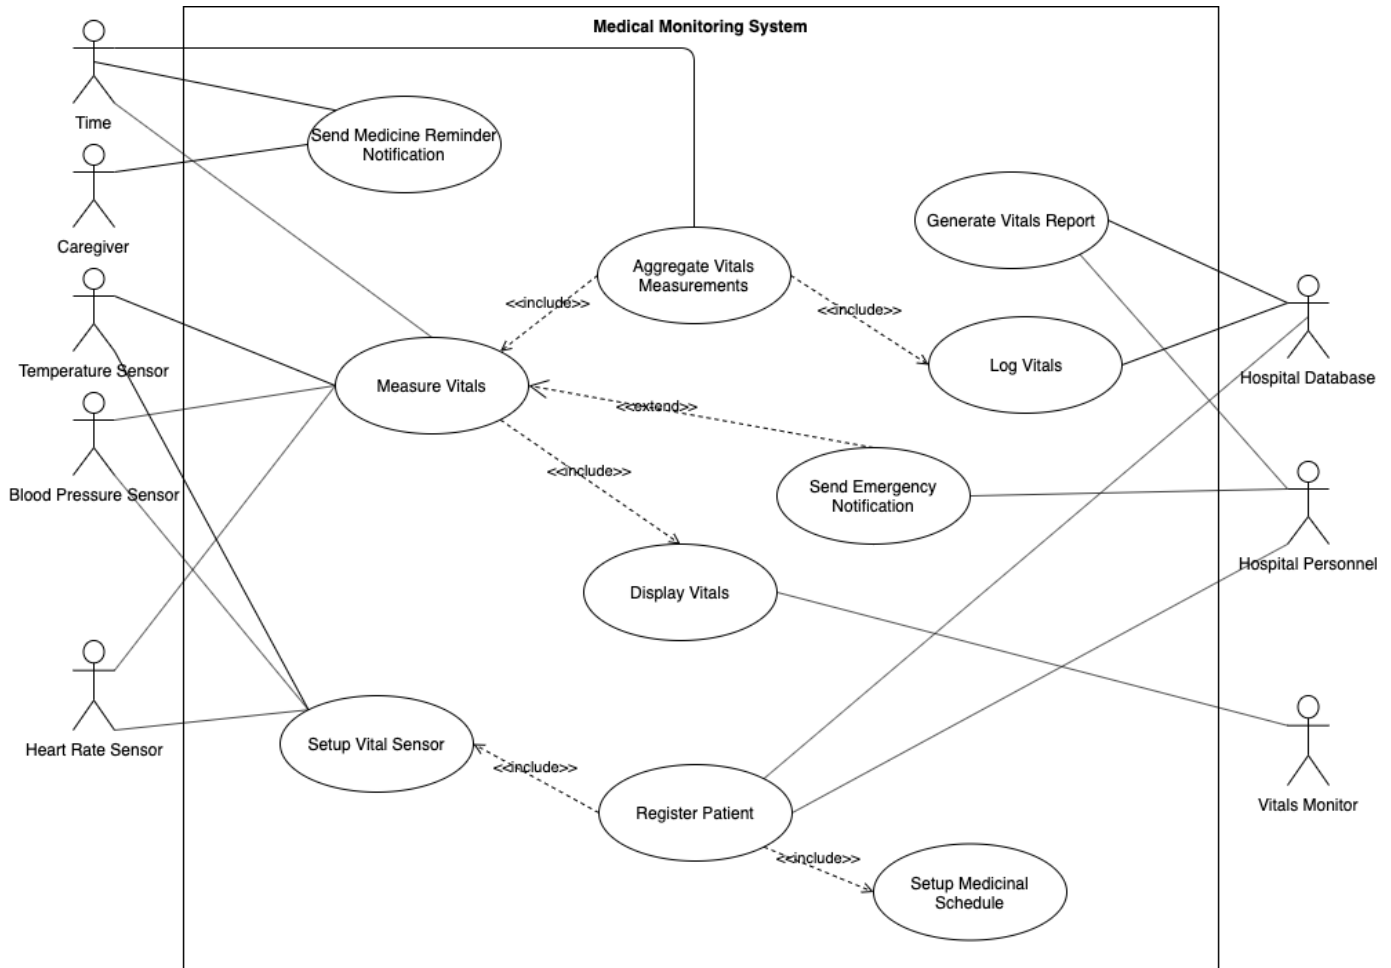 Medical Monitoring System
Time
Send Medicine Reminder
Notification
Caregiver
Generate Vitals Report
Aggregate Vitals
Measurements
<<include>>
<<include>>
Temperature Sensor
Measure Vitals
Log Vitals
Hospital Database
<<extend>>
<<include>>
Blood Pressure Sensor
Send Emergency
Notification
Hospital Personnel
Display Vitals
Heart Rate Sensor
Setup Vital Sensor
<<include>>
Register Patient
Vitals Monitor
<<include>>
Setup Medicinal
Schedule